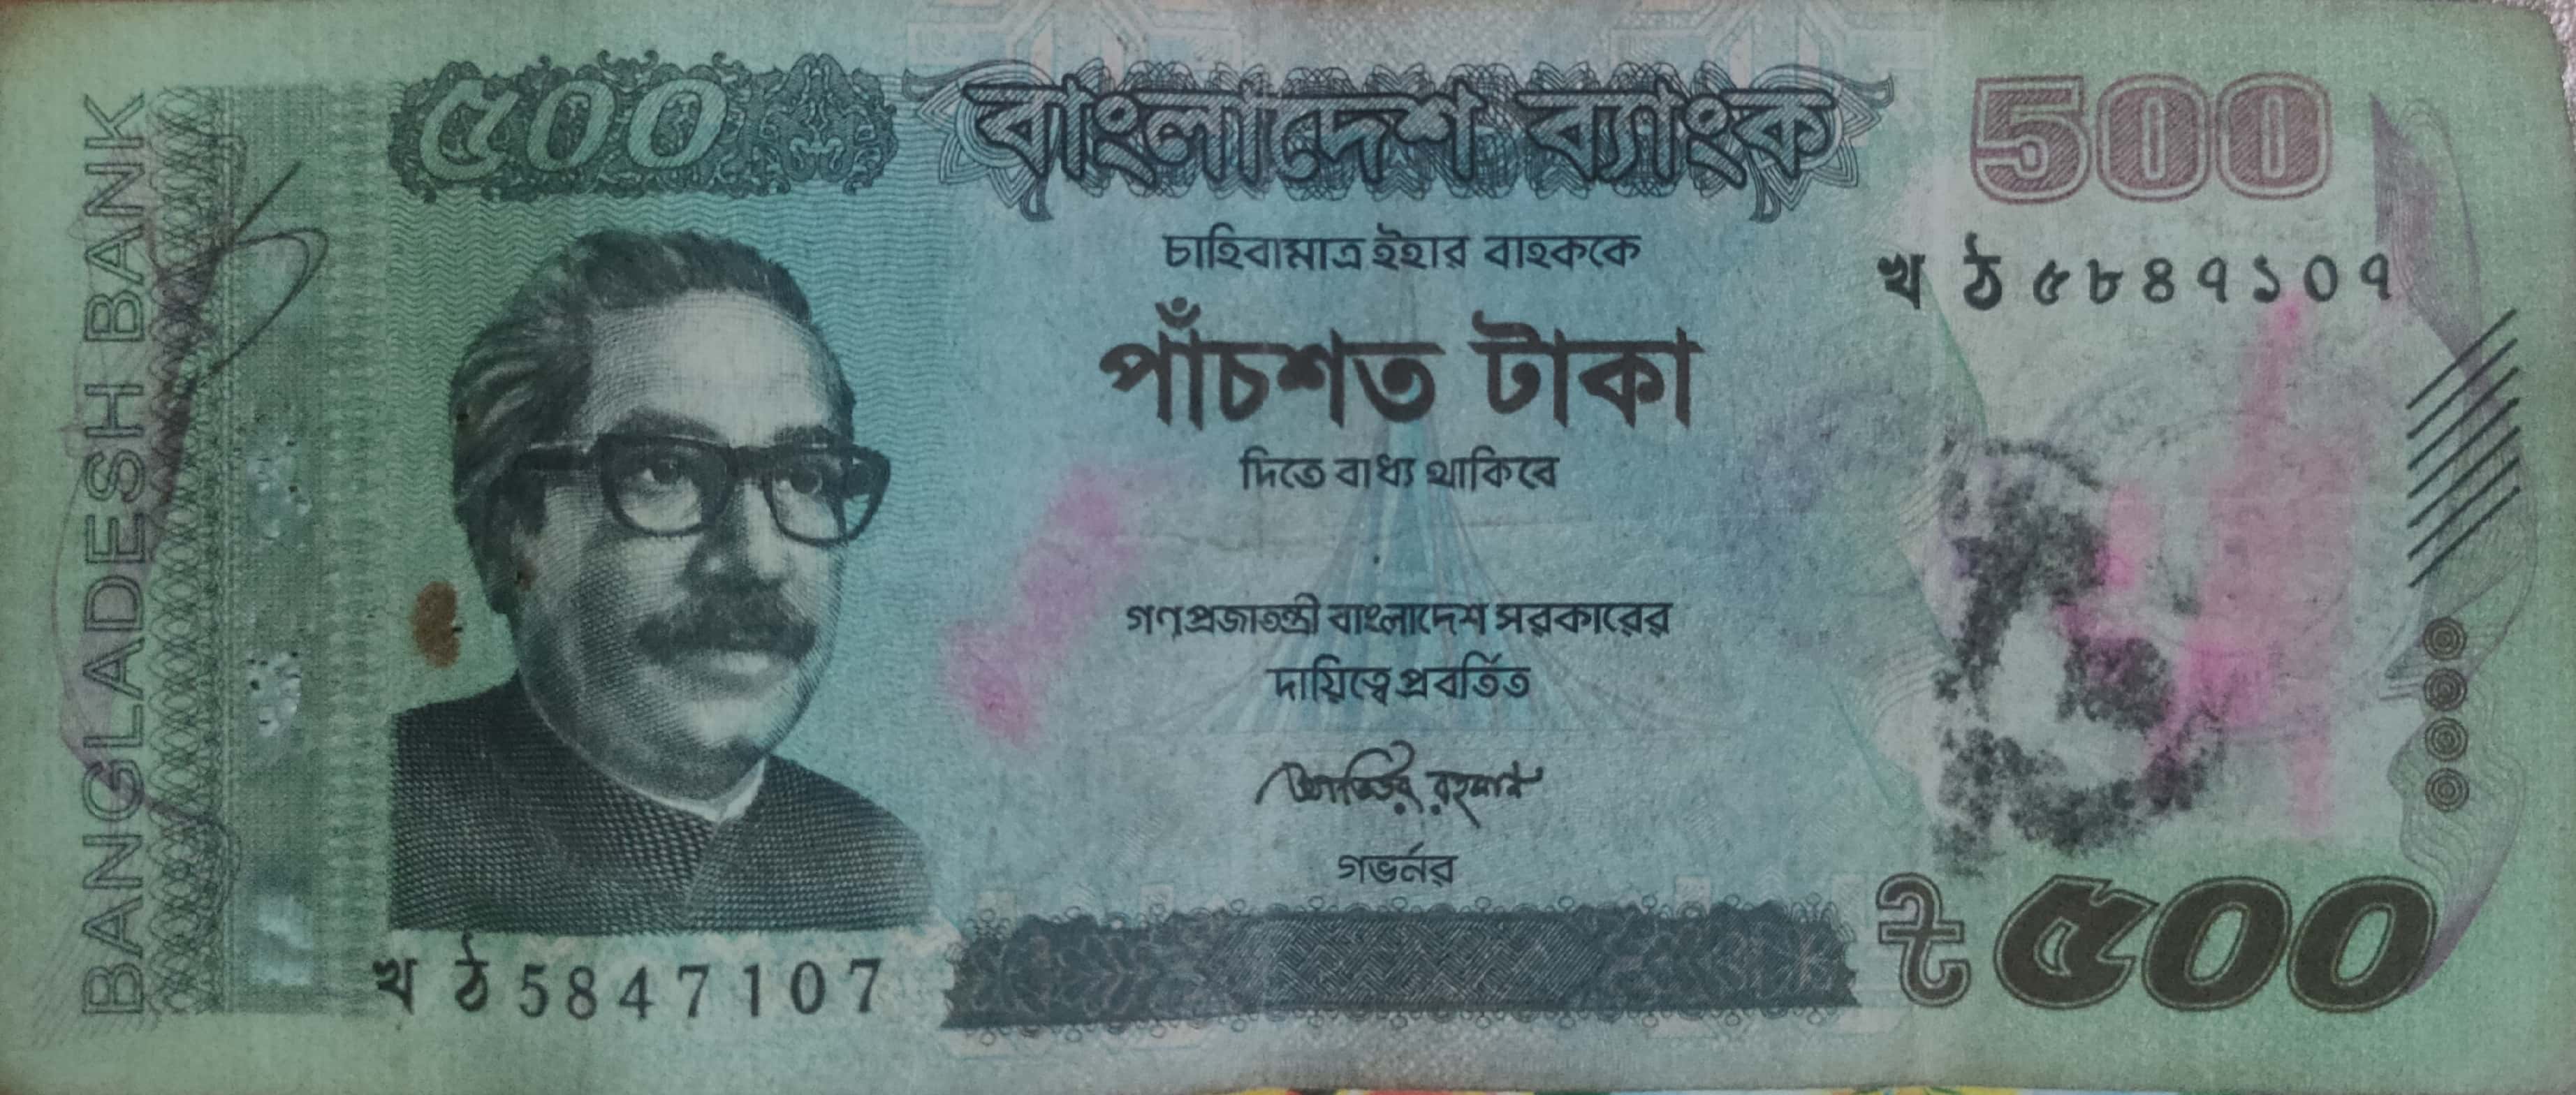 BANGLADESH BANK
৫০০
বাংলাদেশ ব্যাংক
500
চাহিবামাত্র ইহার বাহককে
খ ঠ ৫৮৪৭১০৭
পাঁচশত টাকা
দিতে বাধ্য থাকিবে
গণপ্রজাতন্ত্রী বাংলাদেশ সরকারের
দায়িত্বে প্রবর্তিত
আতিউর রহমান
গভর্নর
খ ঠ 5847107
৳ ৫০০